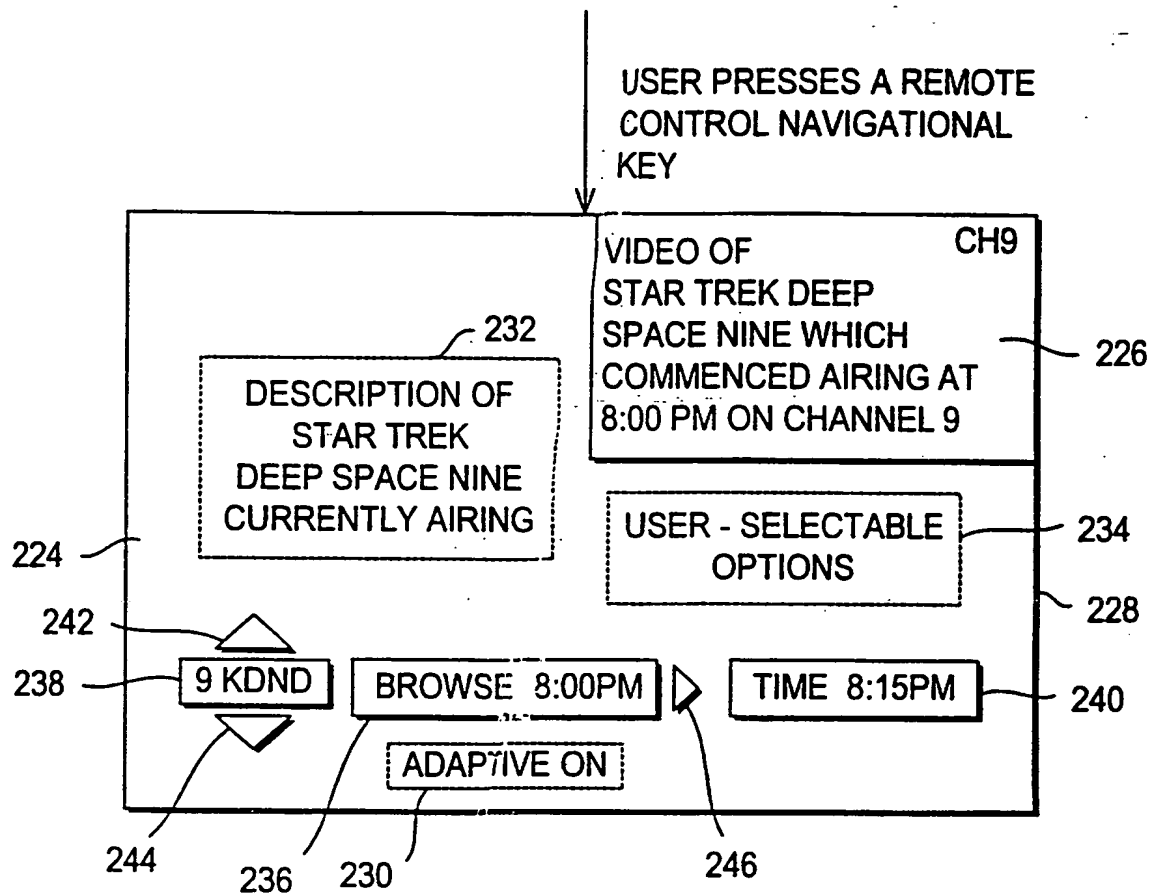 USER PRESSES A REMOTE
CONTROL NAVIGATIONAL
KEY
CH9
VIDEO OF
STAR TREK DEEP
SPACE NINE WHICH
COMMENCED AIRING AT
8:00 PM ON CHANNEL 9
226
232
DESCRIPTION OF
STAR TREK
DEEP SPACE NINE
CURRENTLY AIRING
USER - SELECTABLE
OPTIONS
234
224
228
242
238
9 KDND
BROWSE 8:00PM
TIME 8:15PM
240
ADAPTIVE ON
244
236
230
246